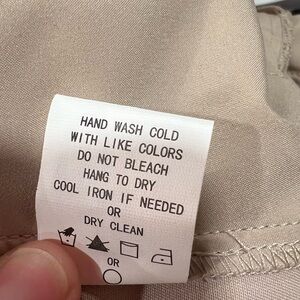 HAND WASH COLD
WITH LIKE COLORS
DO NOT BLEACH
HANG TO DRY
COOL IRON IF NEEDED
OR
DRY CLEAN
OR